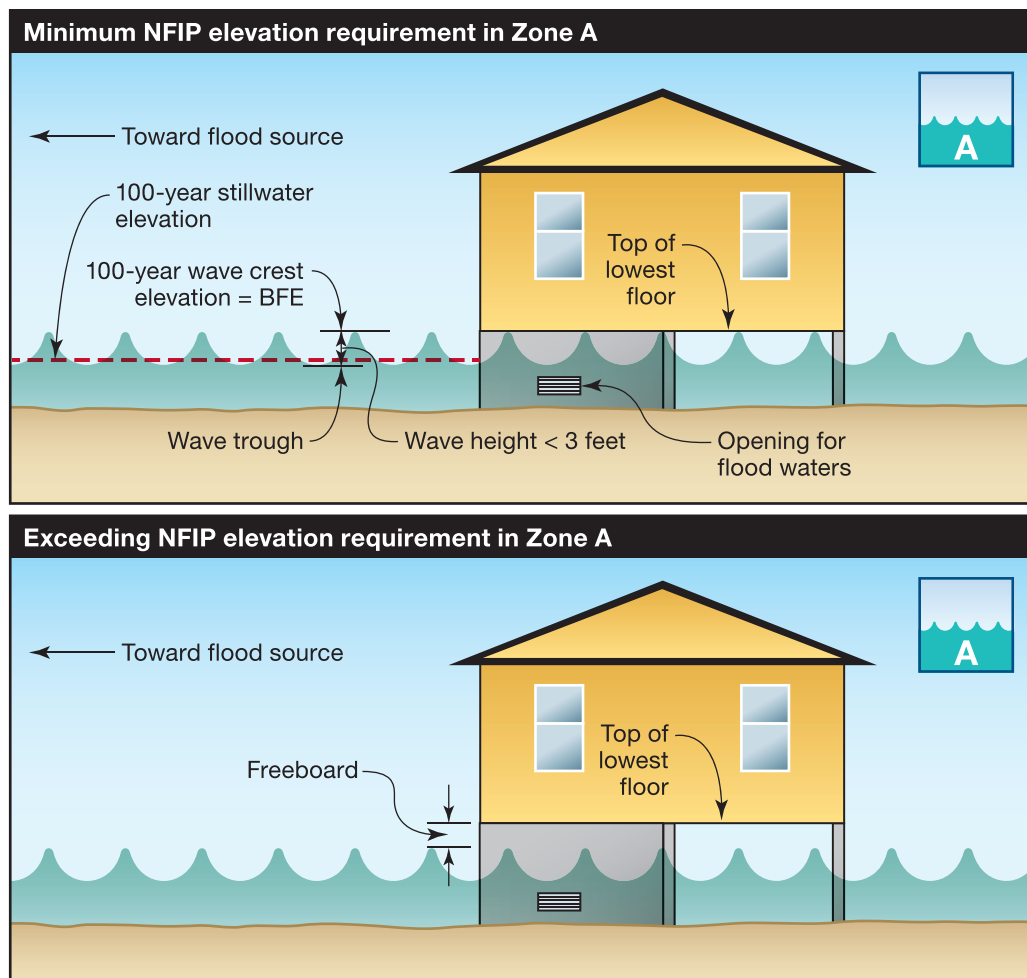 Minimum NFIP elevation requirement in Zone A
Toward flood source
A
100-year stillwater
elevation
100-year wave crest
elevation = BFE
Top of
lowest
floor
Wave trough
Wave height < 3 feet
Opening for
flood waters
Exceeding NFIP elevation requirement in Zone A
Toward flood source
A
Top of
lowest
floor
Freeboard